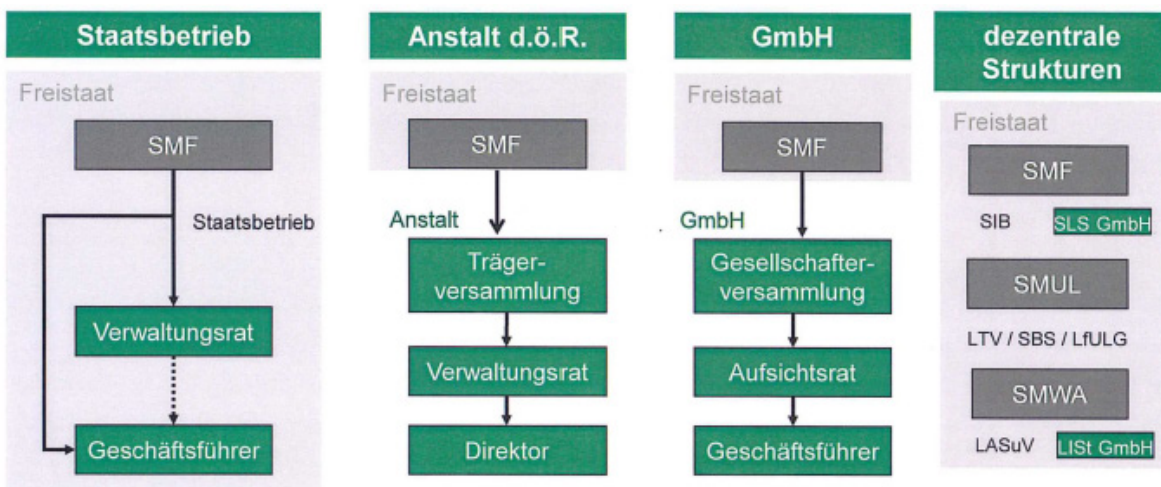 Staatsbetrieb
Freistaat
SMF
Staatsbetrieb
Verwaltungsrat
Geschäftsführer
Anstalt d.ö.R.
Freistaat
SMF
Anstalt
Träger-
versammlung
Verwaltungsrat
Direktor
GmbH
Freistaat
SMF
GmbH
Gesellschafter-
versammlung
Aufsichtsrat
Geschäftsführer
dezentrale
Strukturen
Freistaat
SMF
SIB SLS GmbH
SMUL
LTV / SBS / LfULG
SMWA
LASuV LISt GmbH